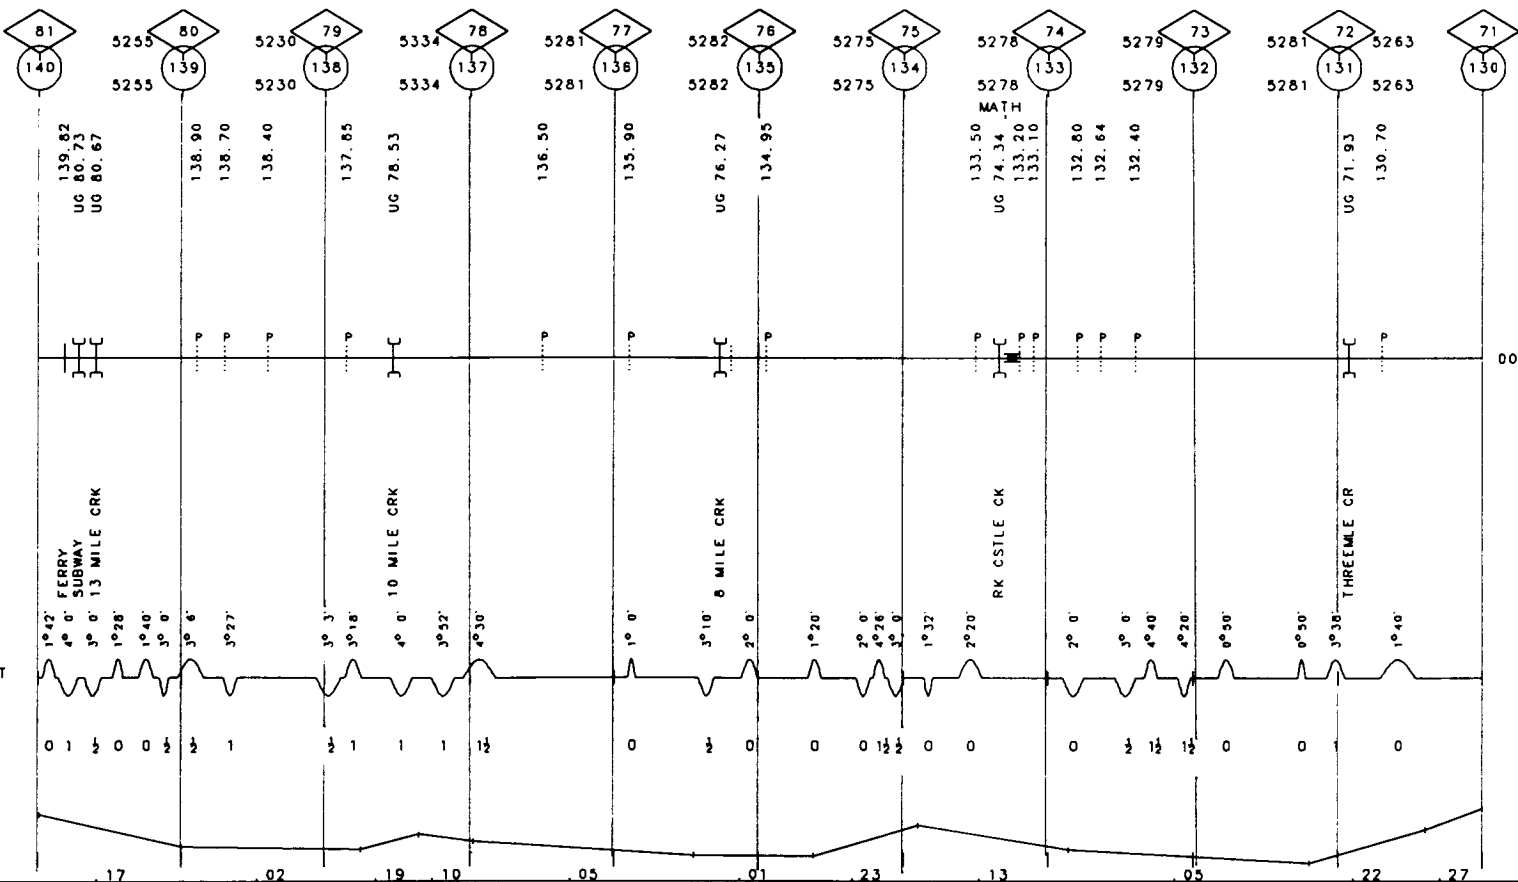 81 80 79 78 77 76 75 74 73 72 71
5255 5230 5334 5281 5282 5275 5278 5279 5281 5263
140 139 138 137 136 135 134 133 132 131 130
5255 5230 5334 5281 5282 5275 5278 5279 5281 5263
MATH
139.82
UG 80.73
UG 80.67
138.90
138.70
138.40
137.85
UG 78.53
136.50
135.90
UG 76.27
134.95
133.50
UG 74.34
133.20
133.10
132.80
132.64
132.40
UG 71.93
130.70
P P P P P P P P P P P P P P
DO
FERRY
SUBWAY
13 MILE CRK
10 MILE CRK
8 MILE CRK
RK CSTLE CK
THREEMLE CR
1°42'
4° 0'
3° 0'
1°28'
1°40'
3° 0'
3° 6'
3°27'
3° 3'
3°18'
4° 0'
3°52'
4°30'
1° 0'
3°10'
2° 0'
1°20'
2° 0'
4°26'
3° 0'
1°32'
2°20'
2° 0'
3° 0'
4°40'
4°20'
0°50'
0°50'
3°38'
1°40'
T
0 1 ½ 0 0 ½ ½ 1 ½ 1 1 1 1½ 0 ½ 0 0 0 1½ ½ 0 0 0 ½ 1½ 1½ 0 0 1 0
.17 .02 .19 .10 .05 .01 .23 .13 .05 .22 .27